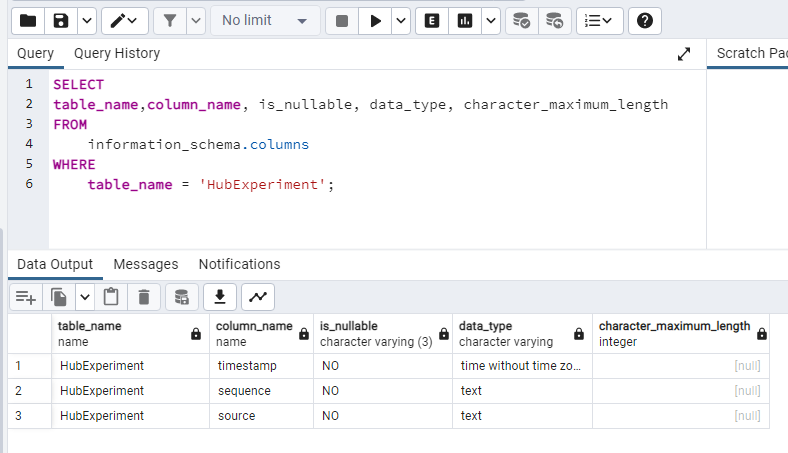 No limit
E
Query Query History Scratch Pac
1 SELECT
2 table_name,column_name, is_nullable, data_type, character_maximum_length
3 FROM
4 information_schema.columns
5 WHERE
6 table_name = 'HubExperiment';
Data Output Messages Notifications
table_name column_name is_nullable data_type character_maximum_length
name name character varying (3) character varying integer
1 HubExperiment timestamp NO time without time zo... [null]
2 HubExperiment sequence NO text [null]
3 HubExperiment source NO text [null]